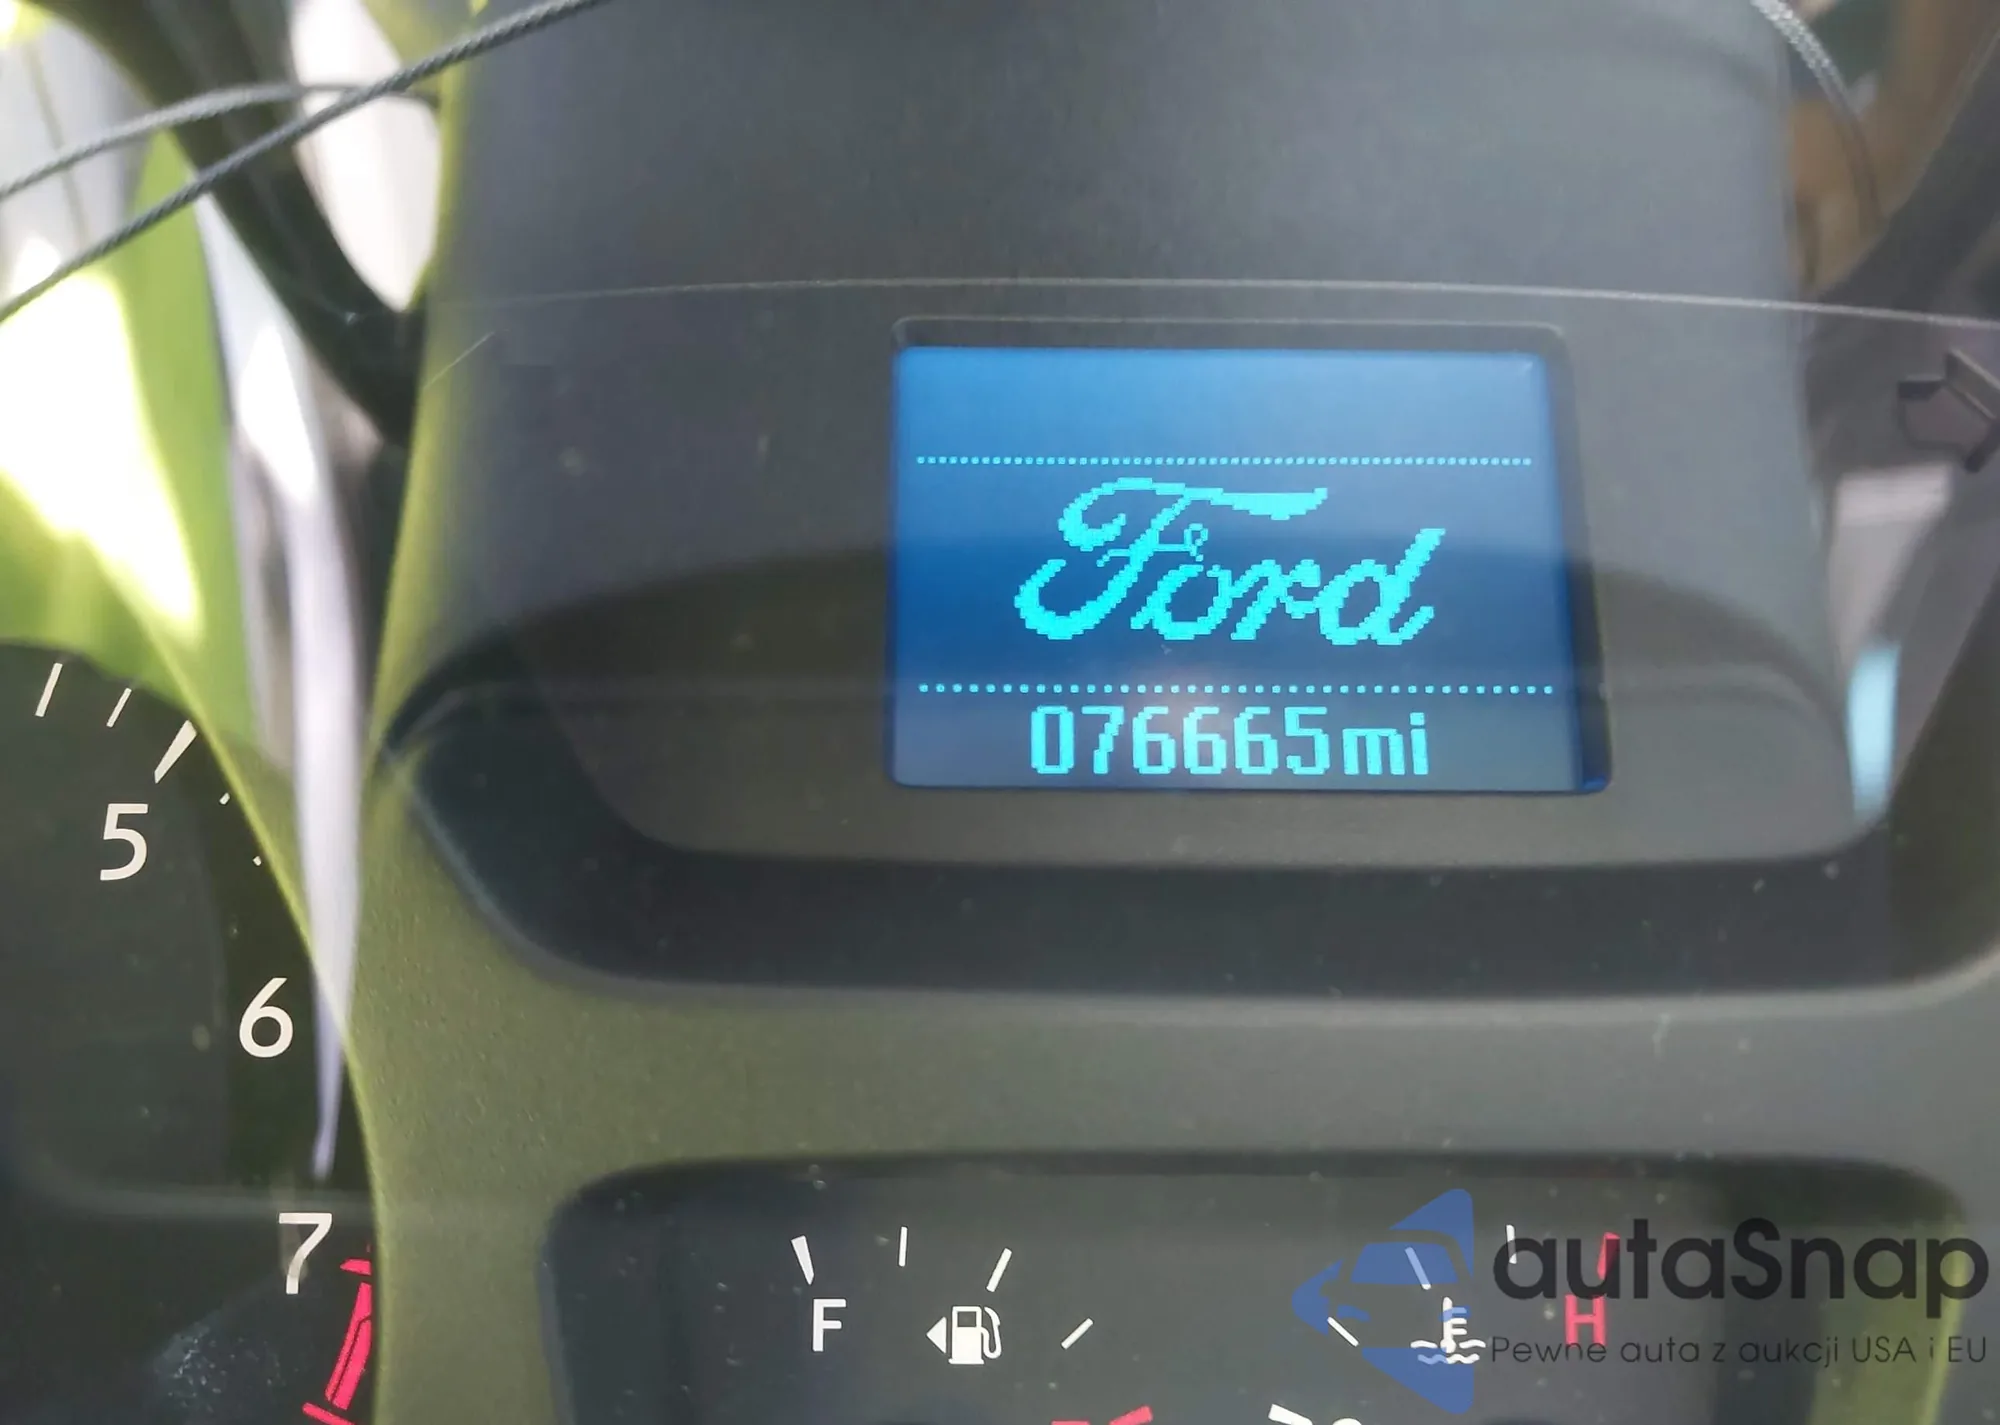 Ford
076665mi
5
6
7
F
H
autaSnap
Pewne auta z aukcji USA i EU